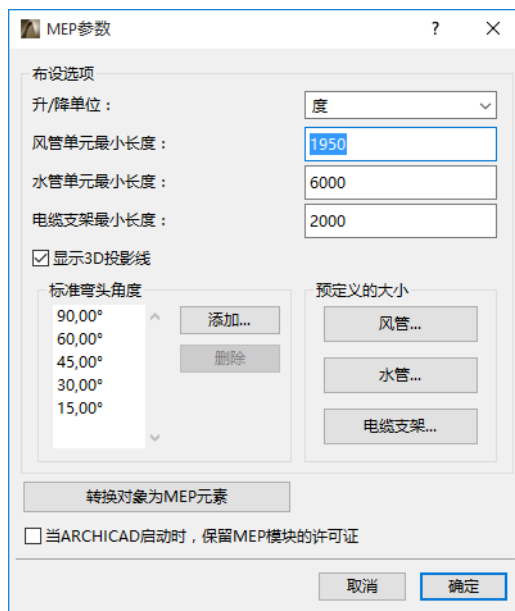 MEP参数
?
布设选项
升/降单位： 度
风管单元最小长度： 1950
水管单元最小长度： 6000
电缆支架最小长度： 2000
显示3D投影线
标准弯头角度
90,00°
60,00°
45,00°
30,00°
15,00°
添加...
删除
预定义的大小
风管...
水管...
电缆支架...
转换对象为MEP元素
当ARCHICAD启动时，保留MEP模块的许可证
取消 确定